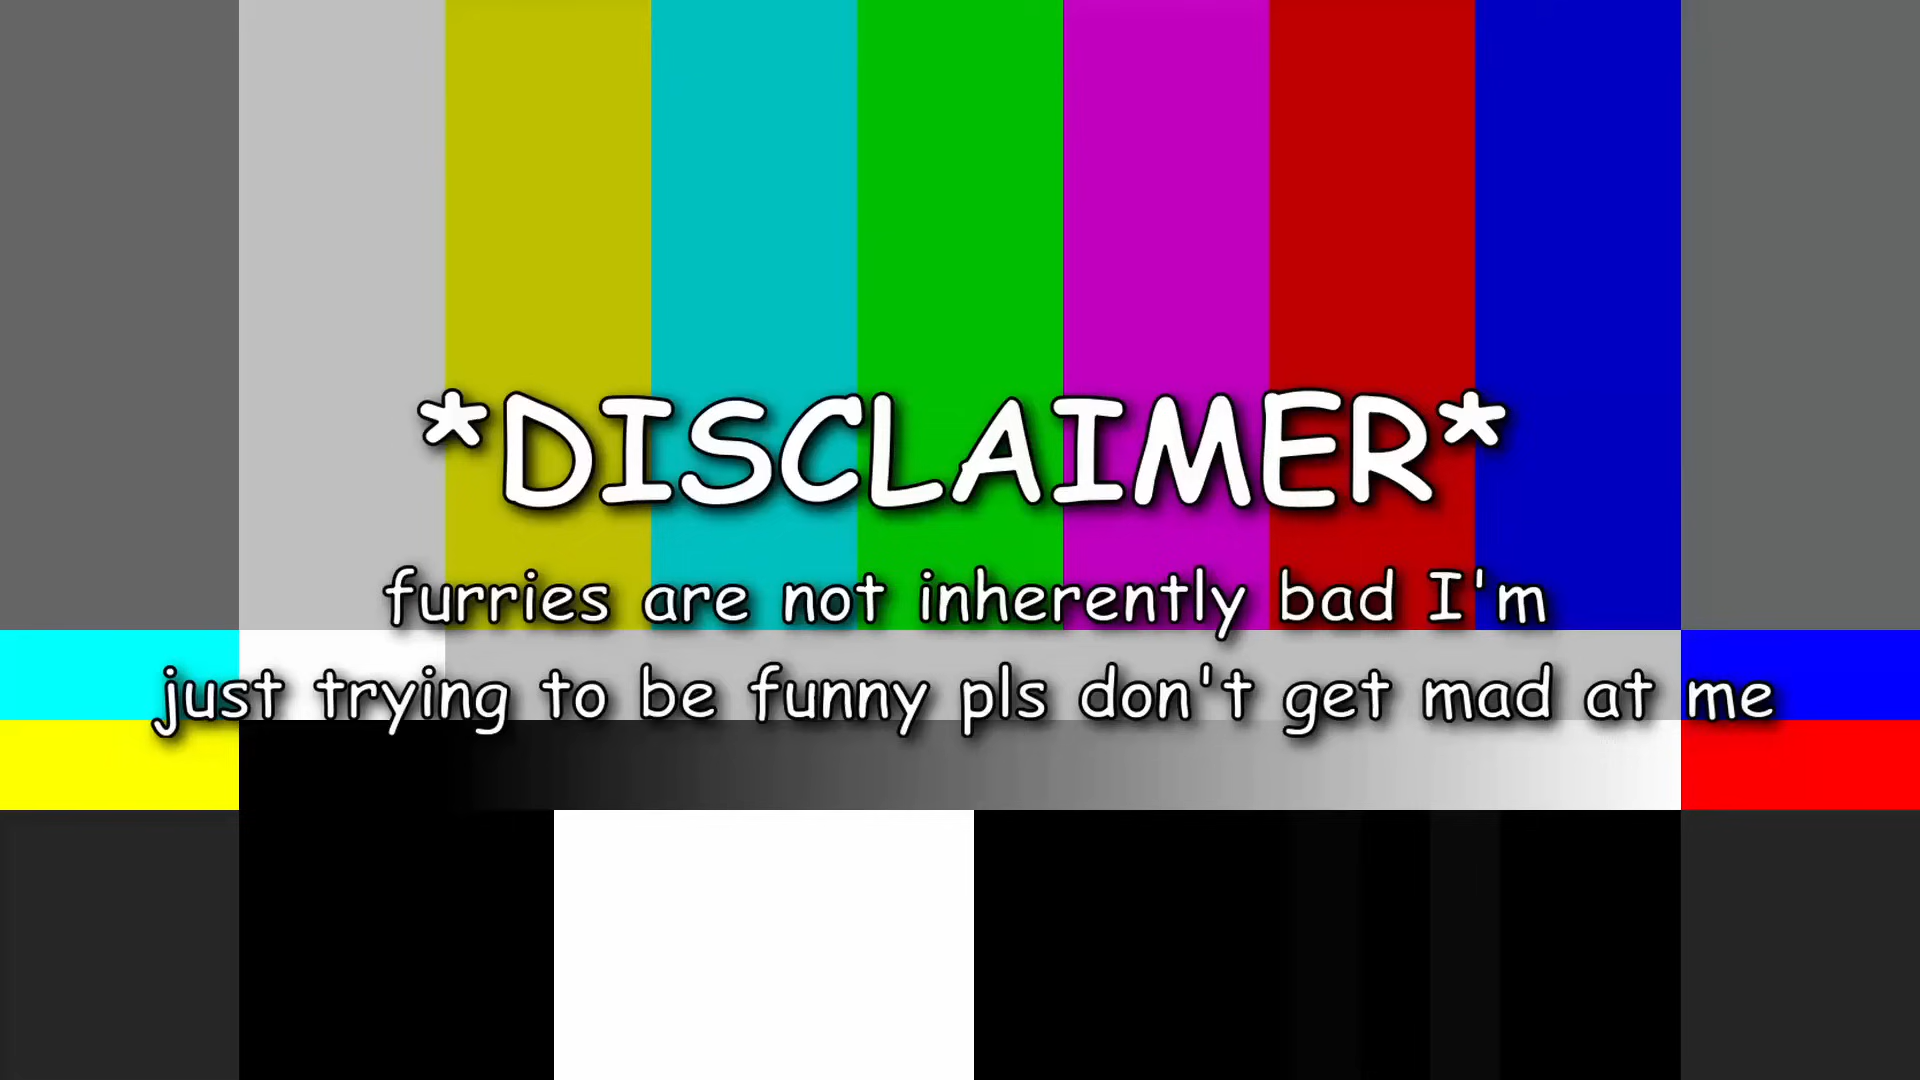 *DISCLAIMER*
furries are not inherently bad I'm
just trying to be funny pls don't get mad at me